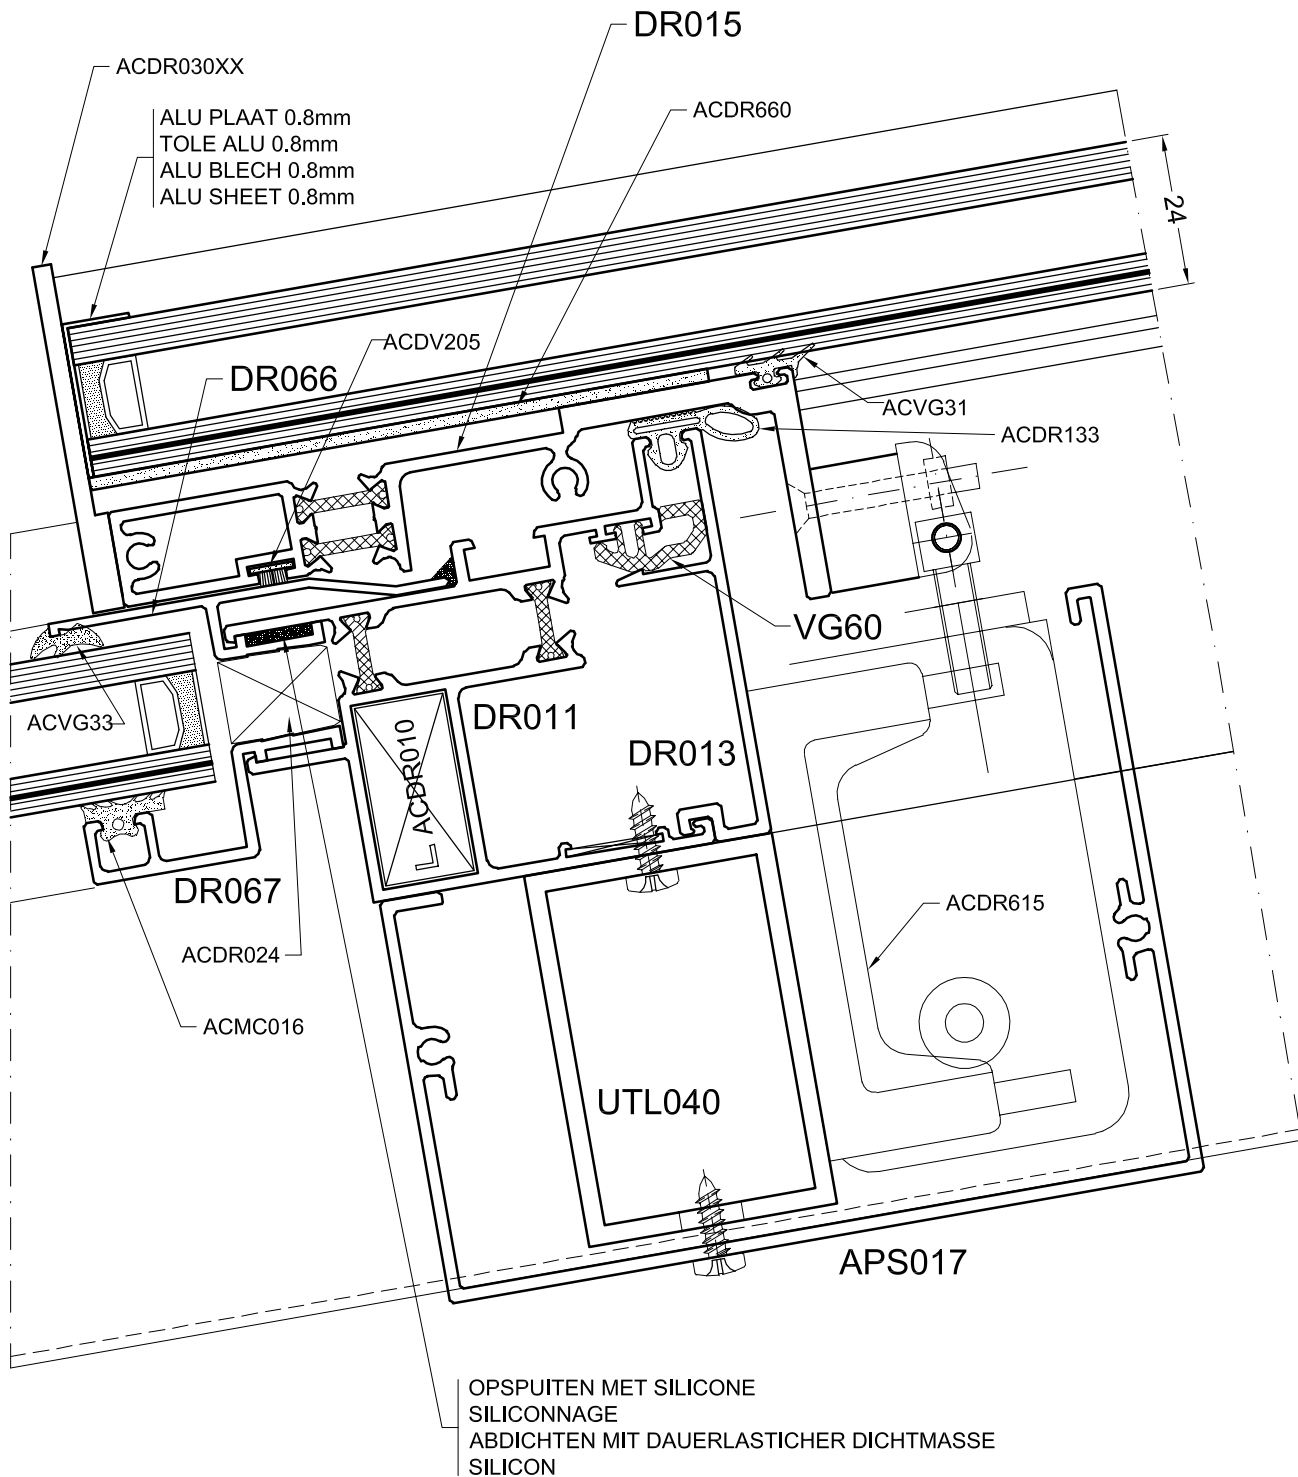 DR015
ACDR030XX
ALU PLAAT 0.8mm
TOLE ALU 0.8mm
ALU BLECH 0.8mm
ALU SHEET 0.8mm
ACDR660
24
ACDV205
DR066
ACVG31
ACDR133
VG60
ACVG33
DR011
ACDR010
DR013
DR067
ACDR615
ACDR024
ACMC016
UTL040
APS017
OPSPUITEN MET SILICONE
SILICONNAGE
ABDICHTEN MIT DAUERLASTICHER DICHTMASSE
SILICON